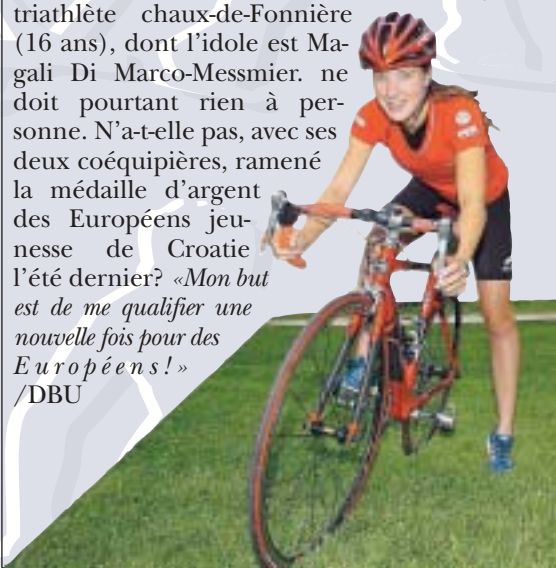 triathlète chaux-de-Fonnière
(16 ans), dont l'idole est Ma-
gali Di Marco-Messmier. ne
doit pourtant rien à per-
sonne. N'a-t-elle pas, avec ses
deux coéquipières, ramené
la médaille d'argent
des Européens jeu-
nesse de Croatie
l'été dernier? «Mon but
est de me qualifier une
nouvelle fois pour des
Européens!»
/DBU